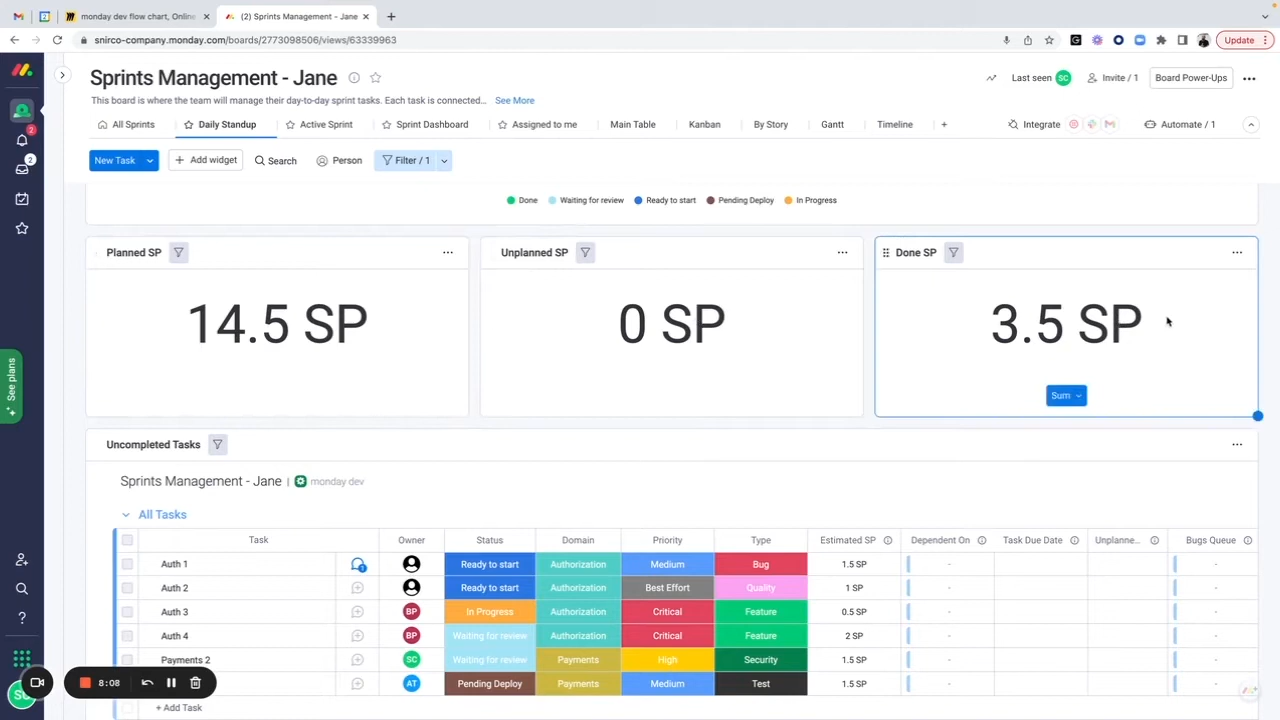 monday dev flow chart, Online
(2) Sprints Management - Jane
snirco-company.monday.com/boards/2773098506/views/63339963
Update
Sprints Management - Jane
Last seen SC Invite / 1 Board Power-Ups
This board is where the team will manage their day-to-day sprint tasks. Each task is connected... See More
All Sprints Daily Standup Active Sprint Sprint Dashboard Assigned to me Main Table Kanban By Story Gantt Timeline + Integrate Automate / 1
New Task + Add widget Search Person Filter / 1
2
2
Done Waiting for review Ready to start Pending Deploy In Progress
Planned SP Unplanned SP Done SP
14.5 SP 0 SP 3.5 SP
See plans
Sum
Uncompleted Tasks
Sprints Management - Jane | monday dev
All Tasks
Task Owner Status Domain Priority Type Estimated SP Dependent On Task Due Date Unplanne... Bugs Queue
Auth 1 1 Ready to start Authorization Medium Bug 1.5 SP - -
Auth 2 Ready to start Authorization Best Effort Quality 1 SP - -
Auth 3 BP In Progress Authorization Critical Feature 0.5 SP - -
Auth 4 BP Waiting for review Authorization Critical Feature 2 SP - -
Payments 2 SC Waiting for review Payments High Security 1.5 SP - -
8:08 AT Pending Deploy Payments Medium Test 1.5 SP - -
+ Add Task